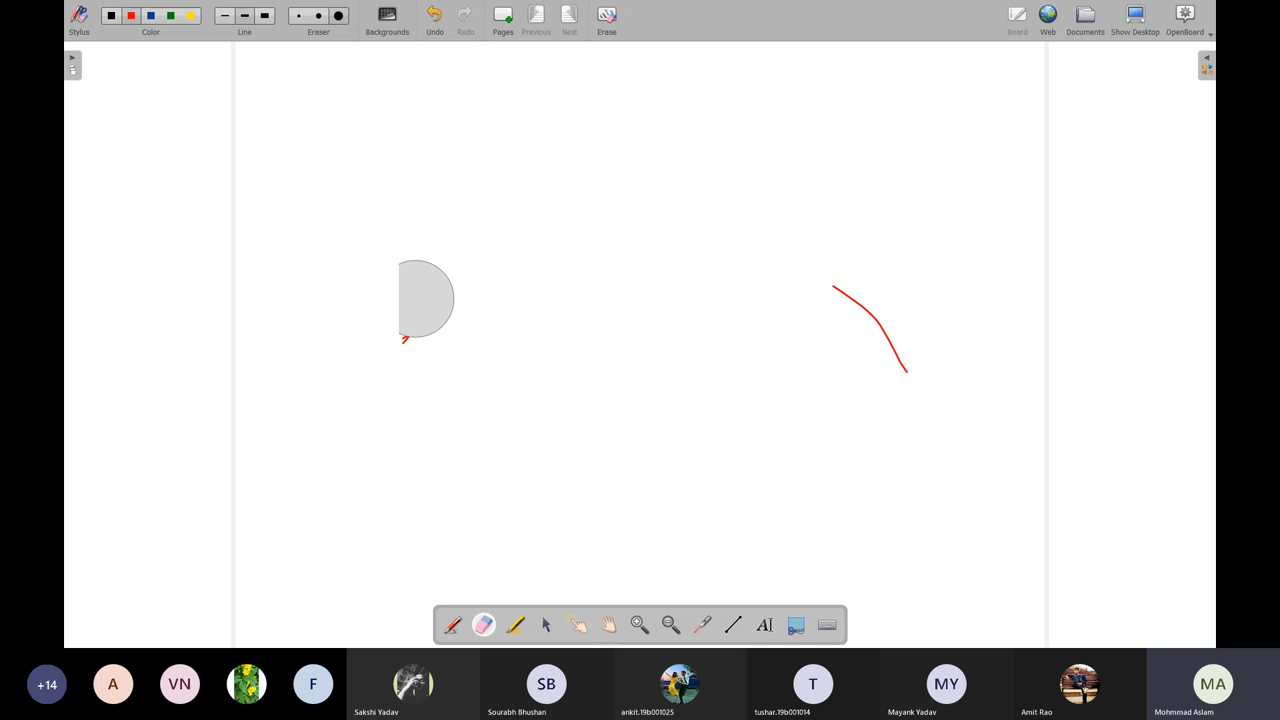 Stylus Color Line Eraser Backgrounds Undo Redo Pages Previous Next Erase Board Web Documents Show Desktop OpenBoard
AI
+14 A VN F SB T MY MA
Sakshi Yadav Sourabh Bhushan ankit.19b001025 tushar.19b001014 Mayank Yadav Amit Rao Mohmmad Aslam